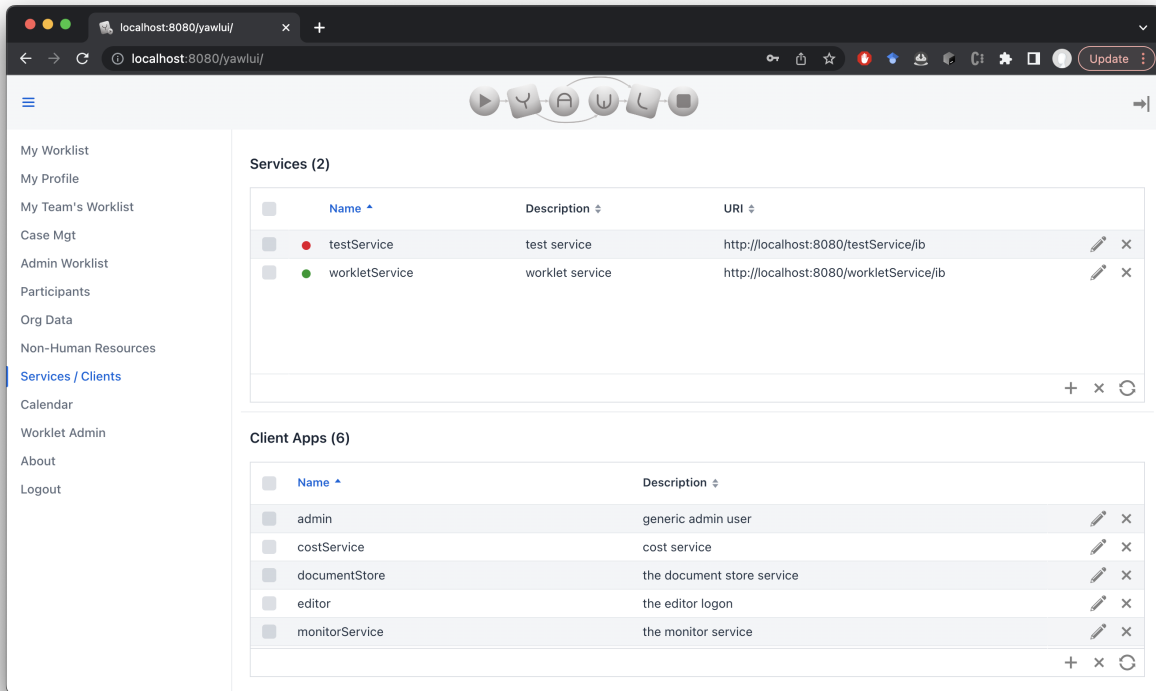 localhost:8080/yawlui/
localhost:8080/yawlui/
Update
YAWL
My Worklist
My Profile
My Team's Worklist
Case Mgt
Admin Worklist
Participants
Org Data
Non-Human Resources
Services / Clients
Calendar
Worklet Admin
About
Logout
Services (2)
Name Description URI
testService test service http://localhost:8080/testService/ib
workletService worklet service http://localhost:8080/workletService/ib
Client Apps (6)
Name Description
admin generic admin user
costService cost service
documentStore the document store service
editor the editor logon
monitorService the monitor service